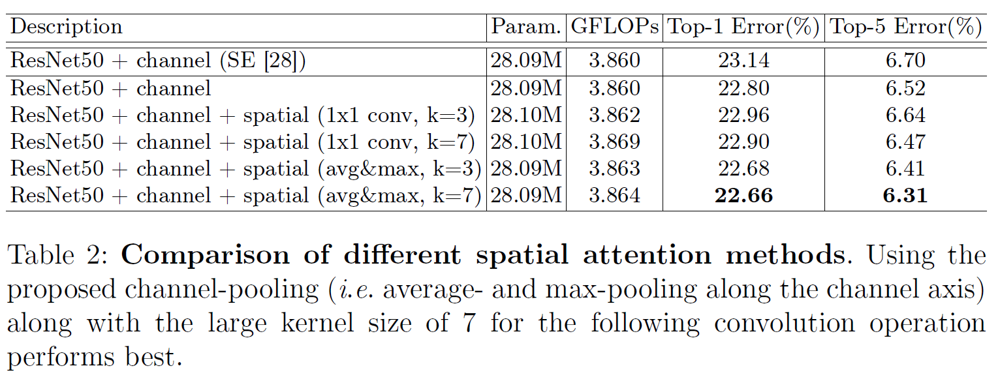 Description Param. GFLOPs Top-1 Error(%) Top-5 Error(%)
ResNet50 + channel (SE [28]) 28.09M 3.860 23.14 6.70
ResNet50 + channel 28.09M 3.860 22.80 6.52
ResNet50 + channel + spatial (1x1 conv, k=3) 28.10M 3.862 22.96 6.64
ResNet50 + channel + spatial (1x1 conv, k=7) 28.10M 3.869 22.90 6.47
ResNet50 + channel + spatial (avg&max, k=3) 28.09M 3.863 22.68 6.41
ResNet50 + channel + spatial (avg&max, k=7) 28.09M 3.864 22.66 6.31
Table 2: Comparison of different spatial attention methods. Using the
proposed channel-pooling (i.e. average- and max-pooling along the channel axis)
along with the large kernel size of 7 for the following convolution operation
performs best.